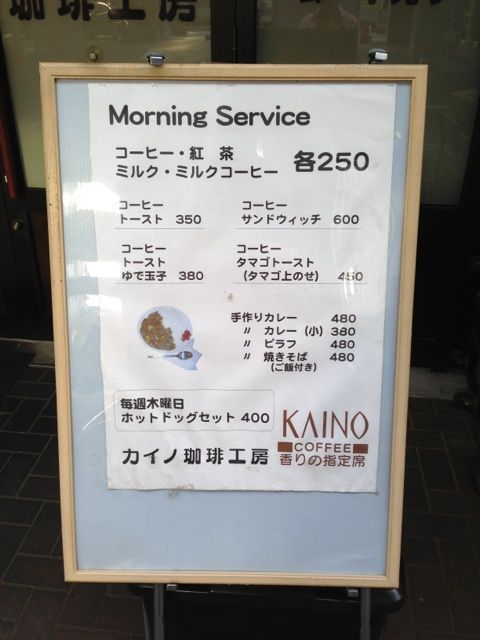 珈琲工房
Morning Service
コーヒー・紅　茶
ミルク・ミルクコーヒー　各250
コーヒー
トースト　350
コーヒー
サンドウィッチ　600
コーヒー
トースト
ゆで玉子　380
コーヒー
タマゴトースト
（タマゴ上のせ）　450
手作りカレー　480
〃　カレー（小）380
〃　ピラフ　480
〃　焼きそば　480
（ご飯付き）
毎週木曜日
ホットドッグセット 400
カイノ珈琲工房
KAINO
COFFEE
香りの指定席